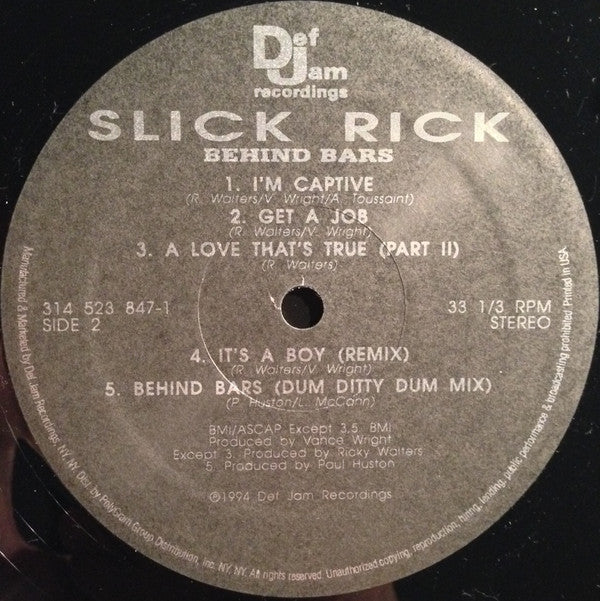 Def
Jam
recordings
SLICK RICK
BEHIND BARS
1. I'M CAPTIVE
(R. Walters/V. Wright/A. Toussaint)
2. GET A JOB
(R. Walters/V. Wright)
3. A LOVE THAT'S TRUE (PART II)
(R. Walters)
314 523 847-1
SIDE 2
33 1/3 RPM
STEREO
4. IT'S A BOY (REMIX)
(R. Walters/V. Wright)
5. BEHIND BARS (DUM DITTY DUM MIX)
(P. Huston/L. McCann)
BMI/ASCAP Except 3,5. BMI
Produced by Vance Wright
Except 3. Produced by Ricky Walters
5. Produced by Paul Huston
℗©1994 Def Jam Recordings
Manufactured & Marketed by Def Jam Recordings, NY, NY. Dist. by PolyGram Group Distribution, Inc. NY, NY. All rights reserved. Unauthorized copying, reproduction, hiring, lending, public performance & broadcasting prohibited. Printed in USA